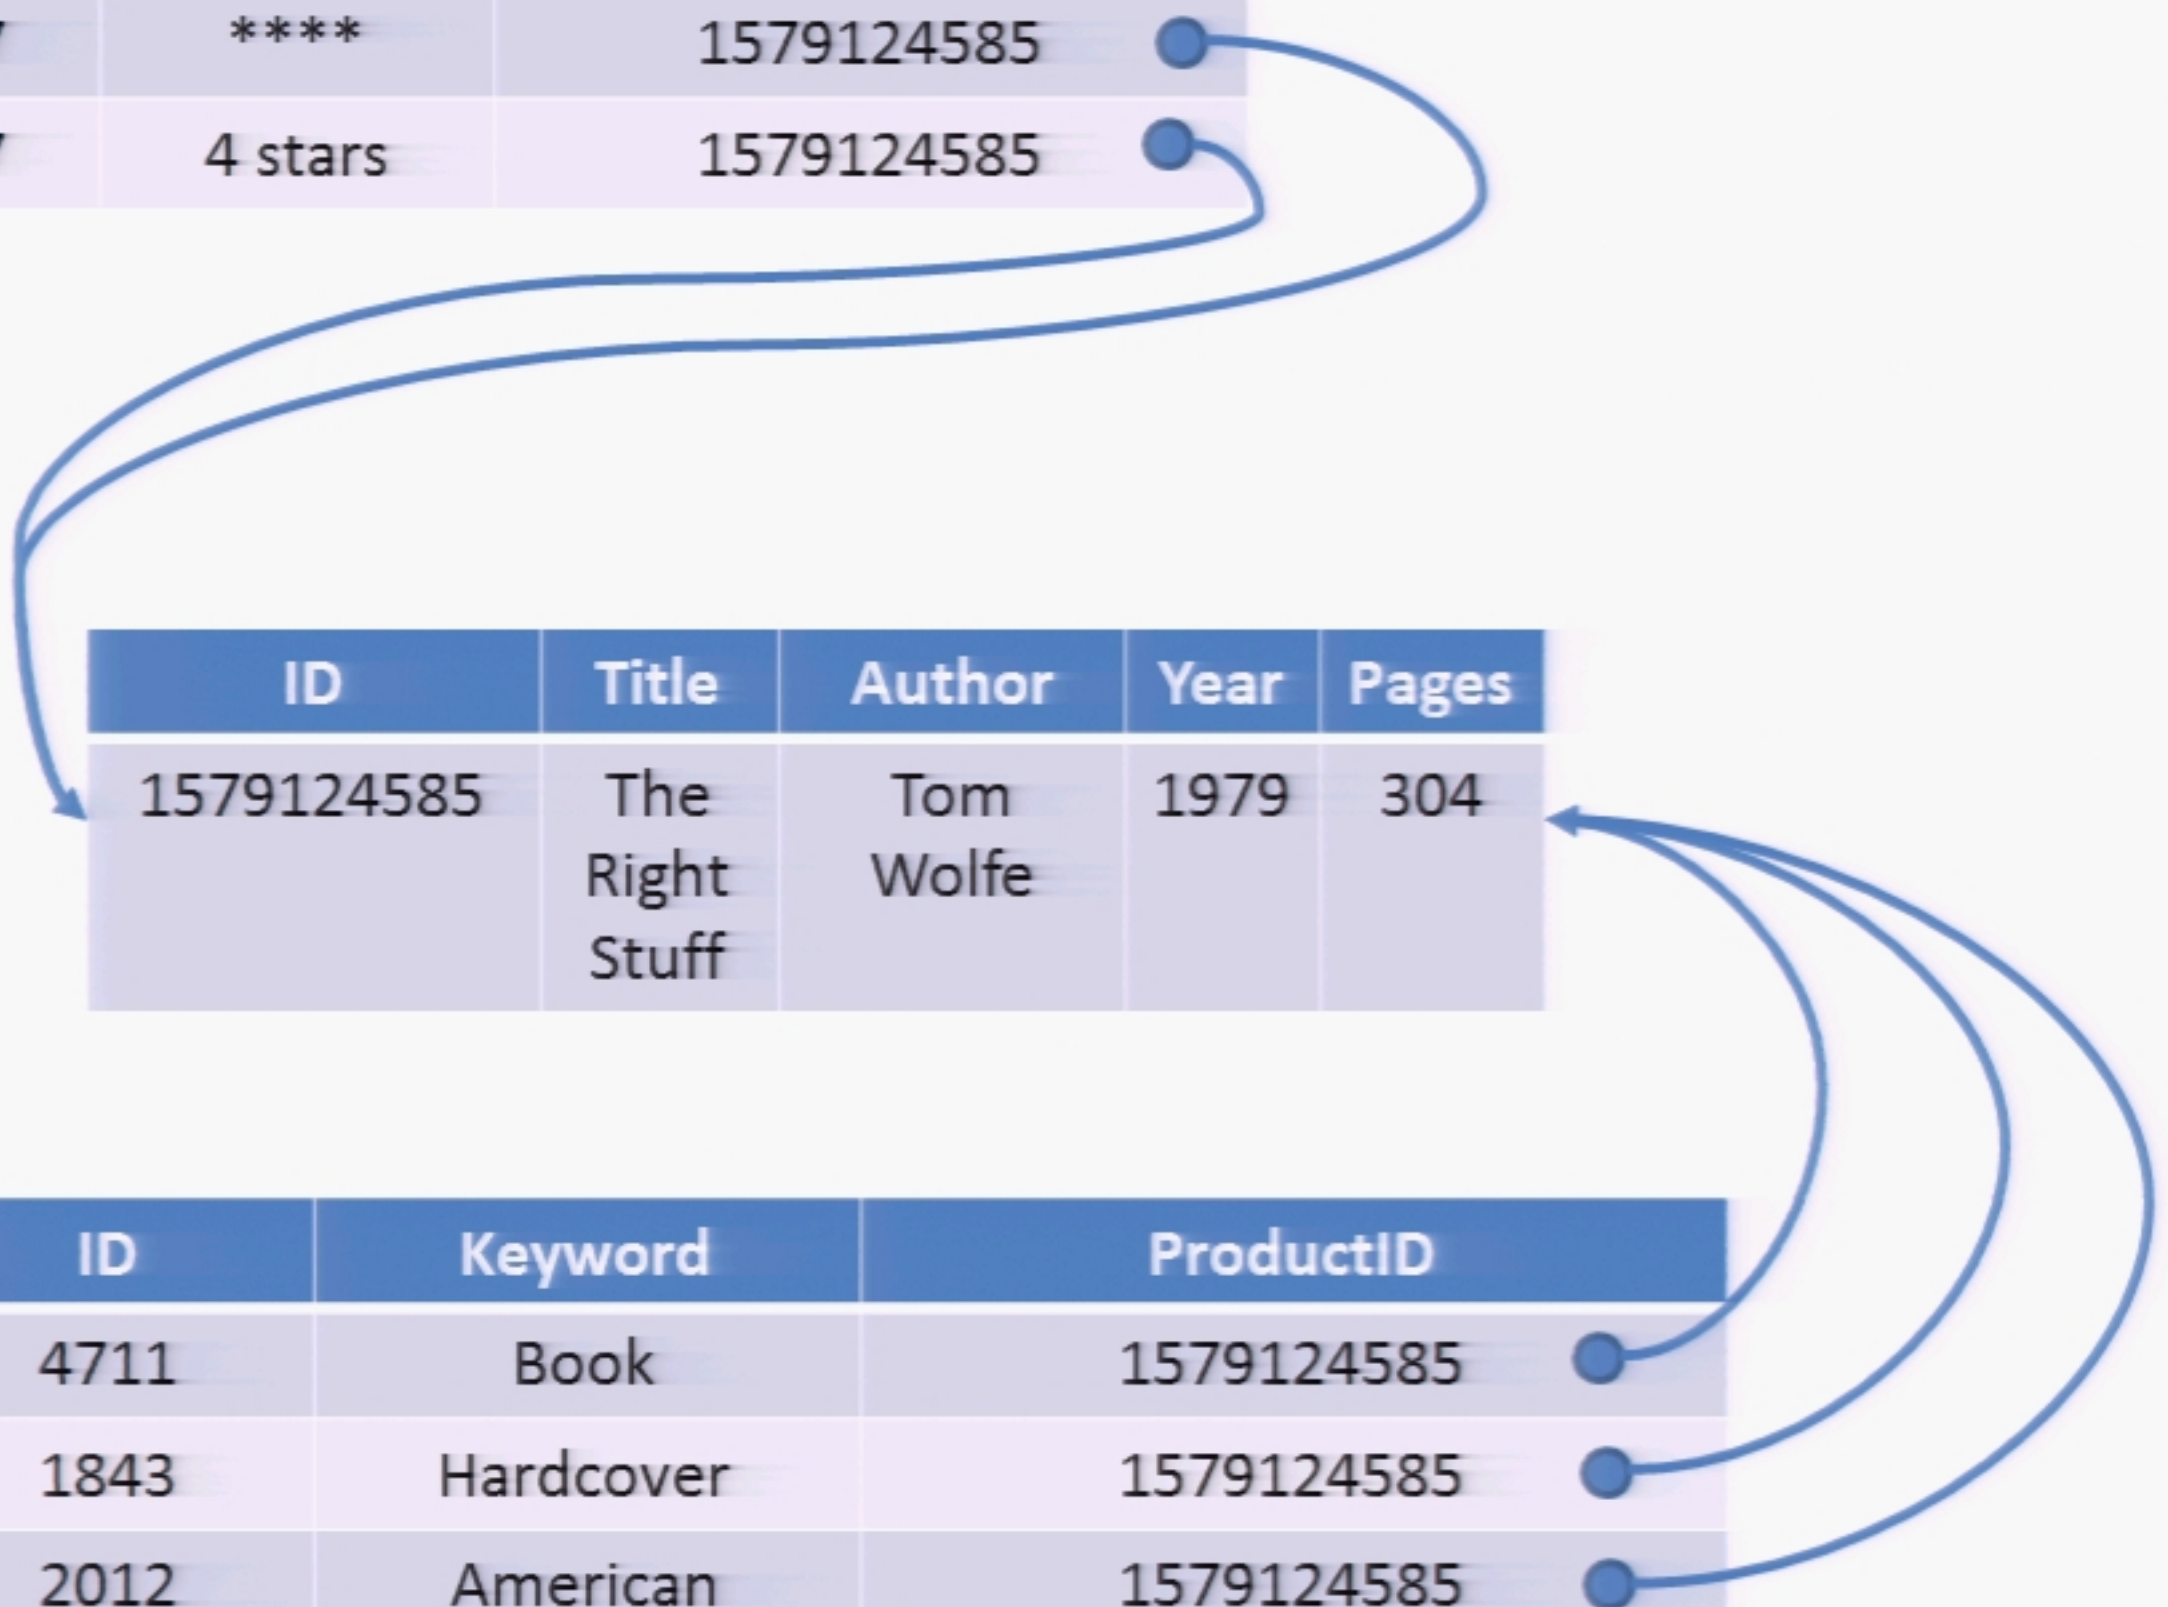 **** 1579124585
4 stars 1579124585
ID Title Author Year Pages
1579124585 The Tom 1979 304
Right Wolfe
Stuff
ID Keyword ProductID
4711 Book 1579124585
1843 Hardcover 1579124585
2012 American 1579124585